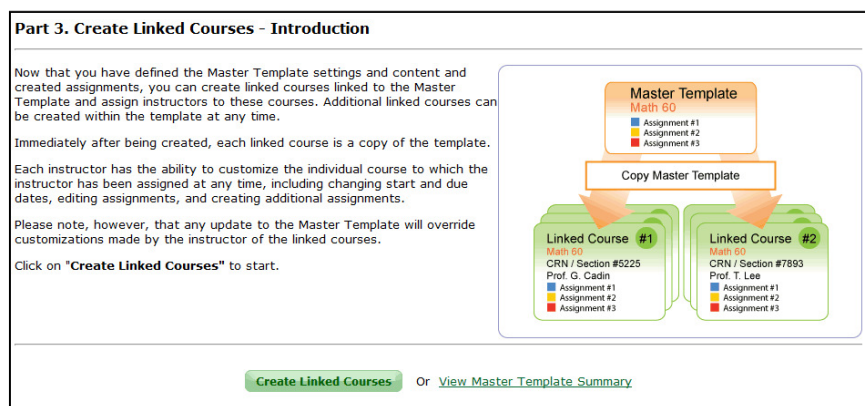 Part 3. Create Linked Courses - Introduction
Now that you have defined the Master Template settings and content and
created assignments, you can create linked courses linked to the Master
Template and assign instructors to these courses. Additional linked courses can
be created within the template at any time.
Immediately after being created, each linked course is a copy of the template.
Each instructor has the ability to customize the individual course to which the
instructor has been assigned at any time, including changing start and due
dates, editing assignments, and creating additional assignments.
Please note, however, that any update to the Master Template will override
customizations made by the instructor of the linked courses.
Click on "Create Linked Courses" to start.
Master Template
Math 60
Assignment #1
Assignment #2
Assignment #3
Copy Master Template
Linked Course #1
Math 60
CRN / Section #5225
Prof. G. Cadin
Assignment #1
Assignment #2
Assignment #3
Linked Course #2
Math 60
CRN / Section #7893
Prof. T. Lee
Assignment #1
Assignment #2
Assignment #3
Create Linked Courses Or View Master Template Summary